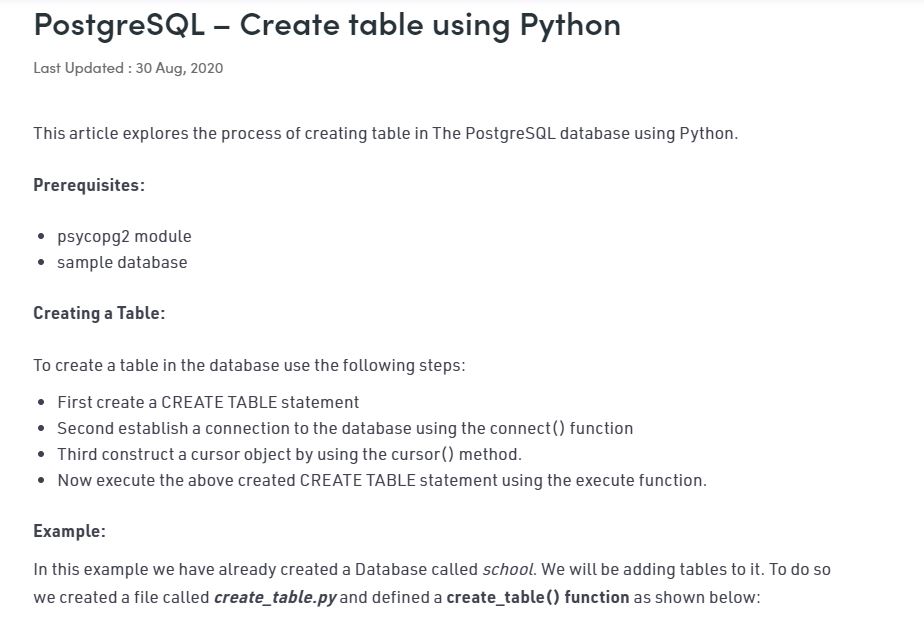 PostgreSQL – Create table using Python
Last Updated : 30 Aug, 2020
This article explores the process of creating table in The PostgreSQL database using Python.
Prerequisites:
• psycopg2 module
• sample database
Creating a Table:
To create a table in the database use the following steps:
• First create a CREATE TABLE statement
• Second establish a connection to the database using the connect() function
• Third construct a cursor object by using the cursor() method.
• Now execute the above created CREATE TABLE statement using the execute function.
Example:
In this example we have already created a Database called school. We will be adding tables to it. To do so
we created a file called create_table.py and defined a create_table() function as shown below: